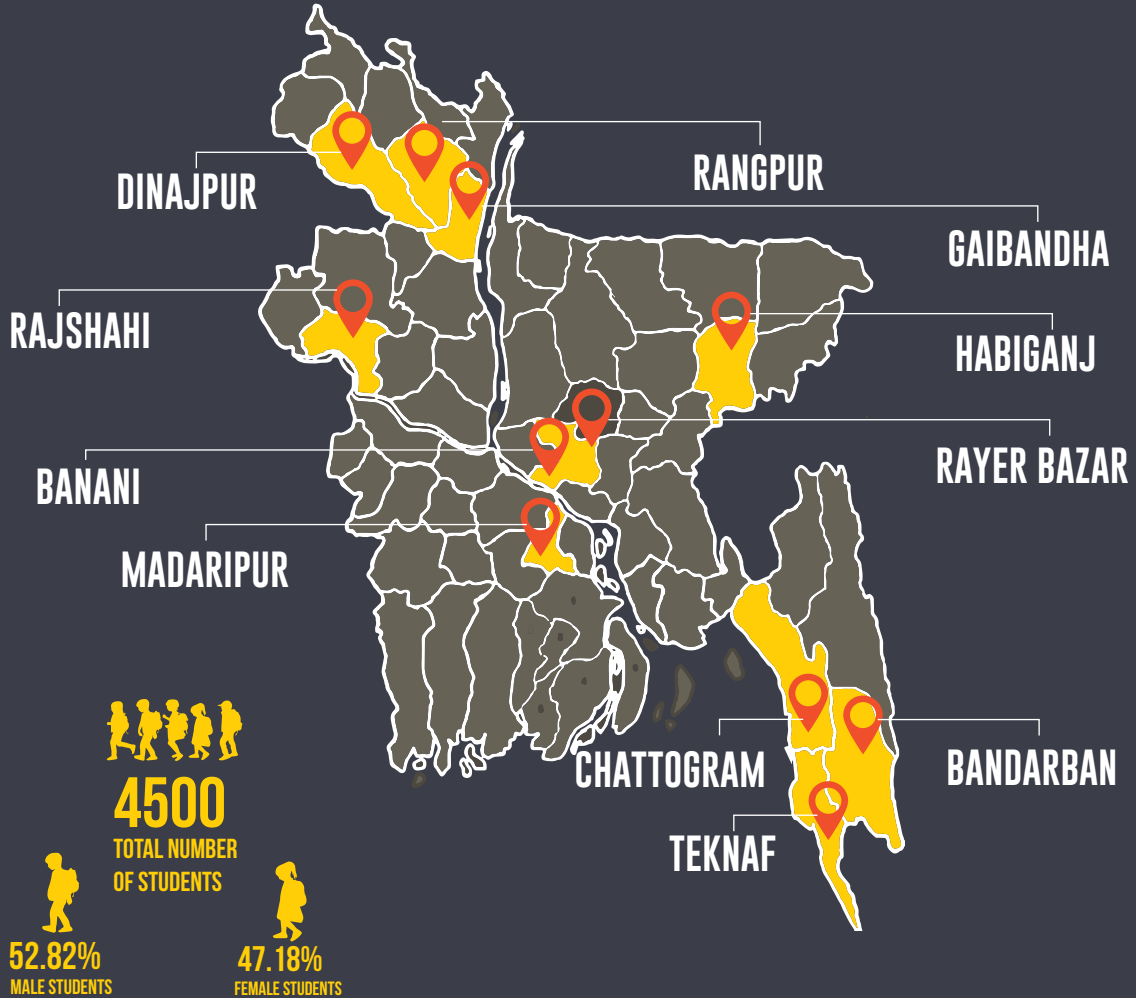 RANGPUR
DINAJPUR
GAIBANDHA
RAJSHAHI
HABIGANJ
RAYER BAZAR
BANANI
MADARIPUR
CHATTOGRAM
BANDARBAN
TEKNAF
4500
TOTAL NUMBER
OF STUDENTS
52.82%
MALE STUDENTS
47.18%
FEMALE STUDENTS